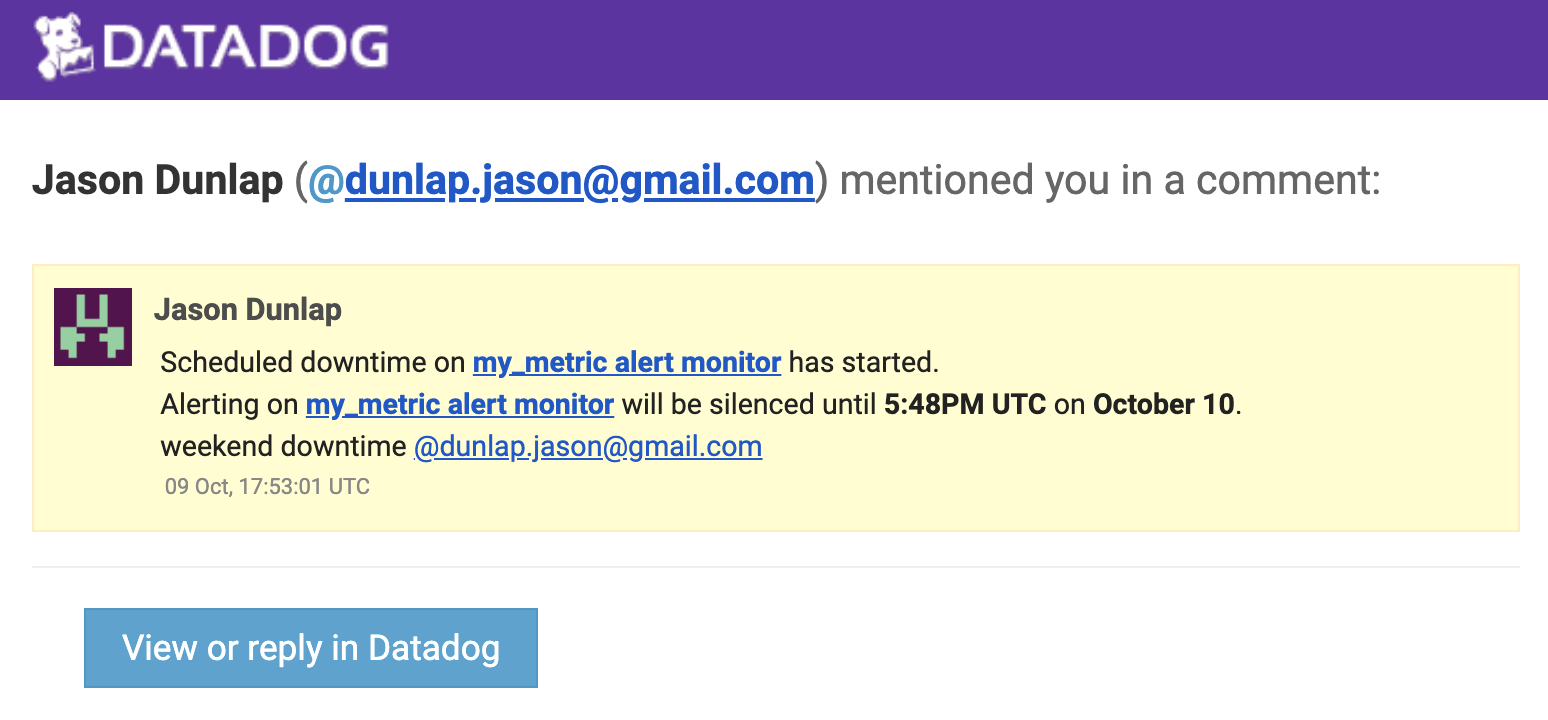 DATADOG
Jason Dunlap (@dunlap.jason@gmail.com) mentioned you in a comment:
Jason Dunlap
Scheduled downtime on my_metric alert monitor has started.
Alerting on my_metric alert monitor will be silenced until 5:48PM UTC on October 10.
weekend downtime @dunlap.jason@gmail.com
09 Oct, 17:53:01 UTC
View or reply in Datadog